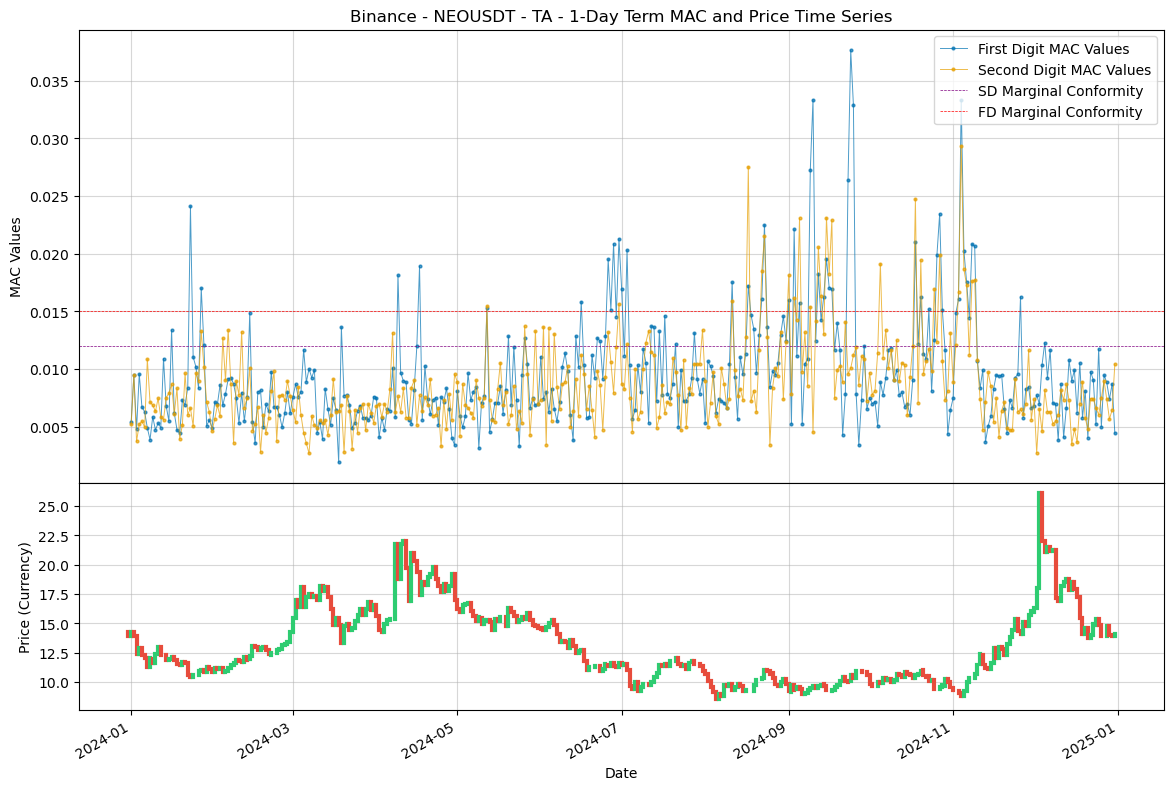 Binance - NEOUSDT - TA - 1-Day Term MAC and Price Time Series
First Digit MAC Values
Second Digit MAC Values
SD Marginal Conformity
FD Marginal Conformity
MAC Values
0.035
0.030
0.025
0.020
0.015
0.010
0.005
Price (Currency)
25.0
22.5
20.0
17.5
15.0
12.5
10.0
2024-01
2024-03
2024-05
2024-07
2024-09
2024-11
2025-01
Date